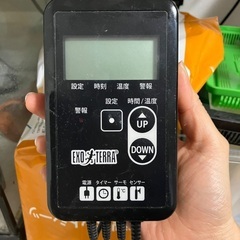 設定 時刻 温度 警報
設定 時間/温度
警報
UP
DOWN
EXO TERRA
電源 タイマー サーモ センサー